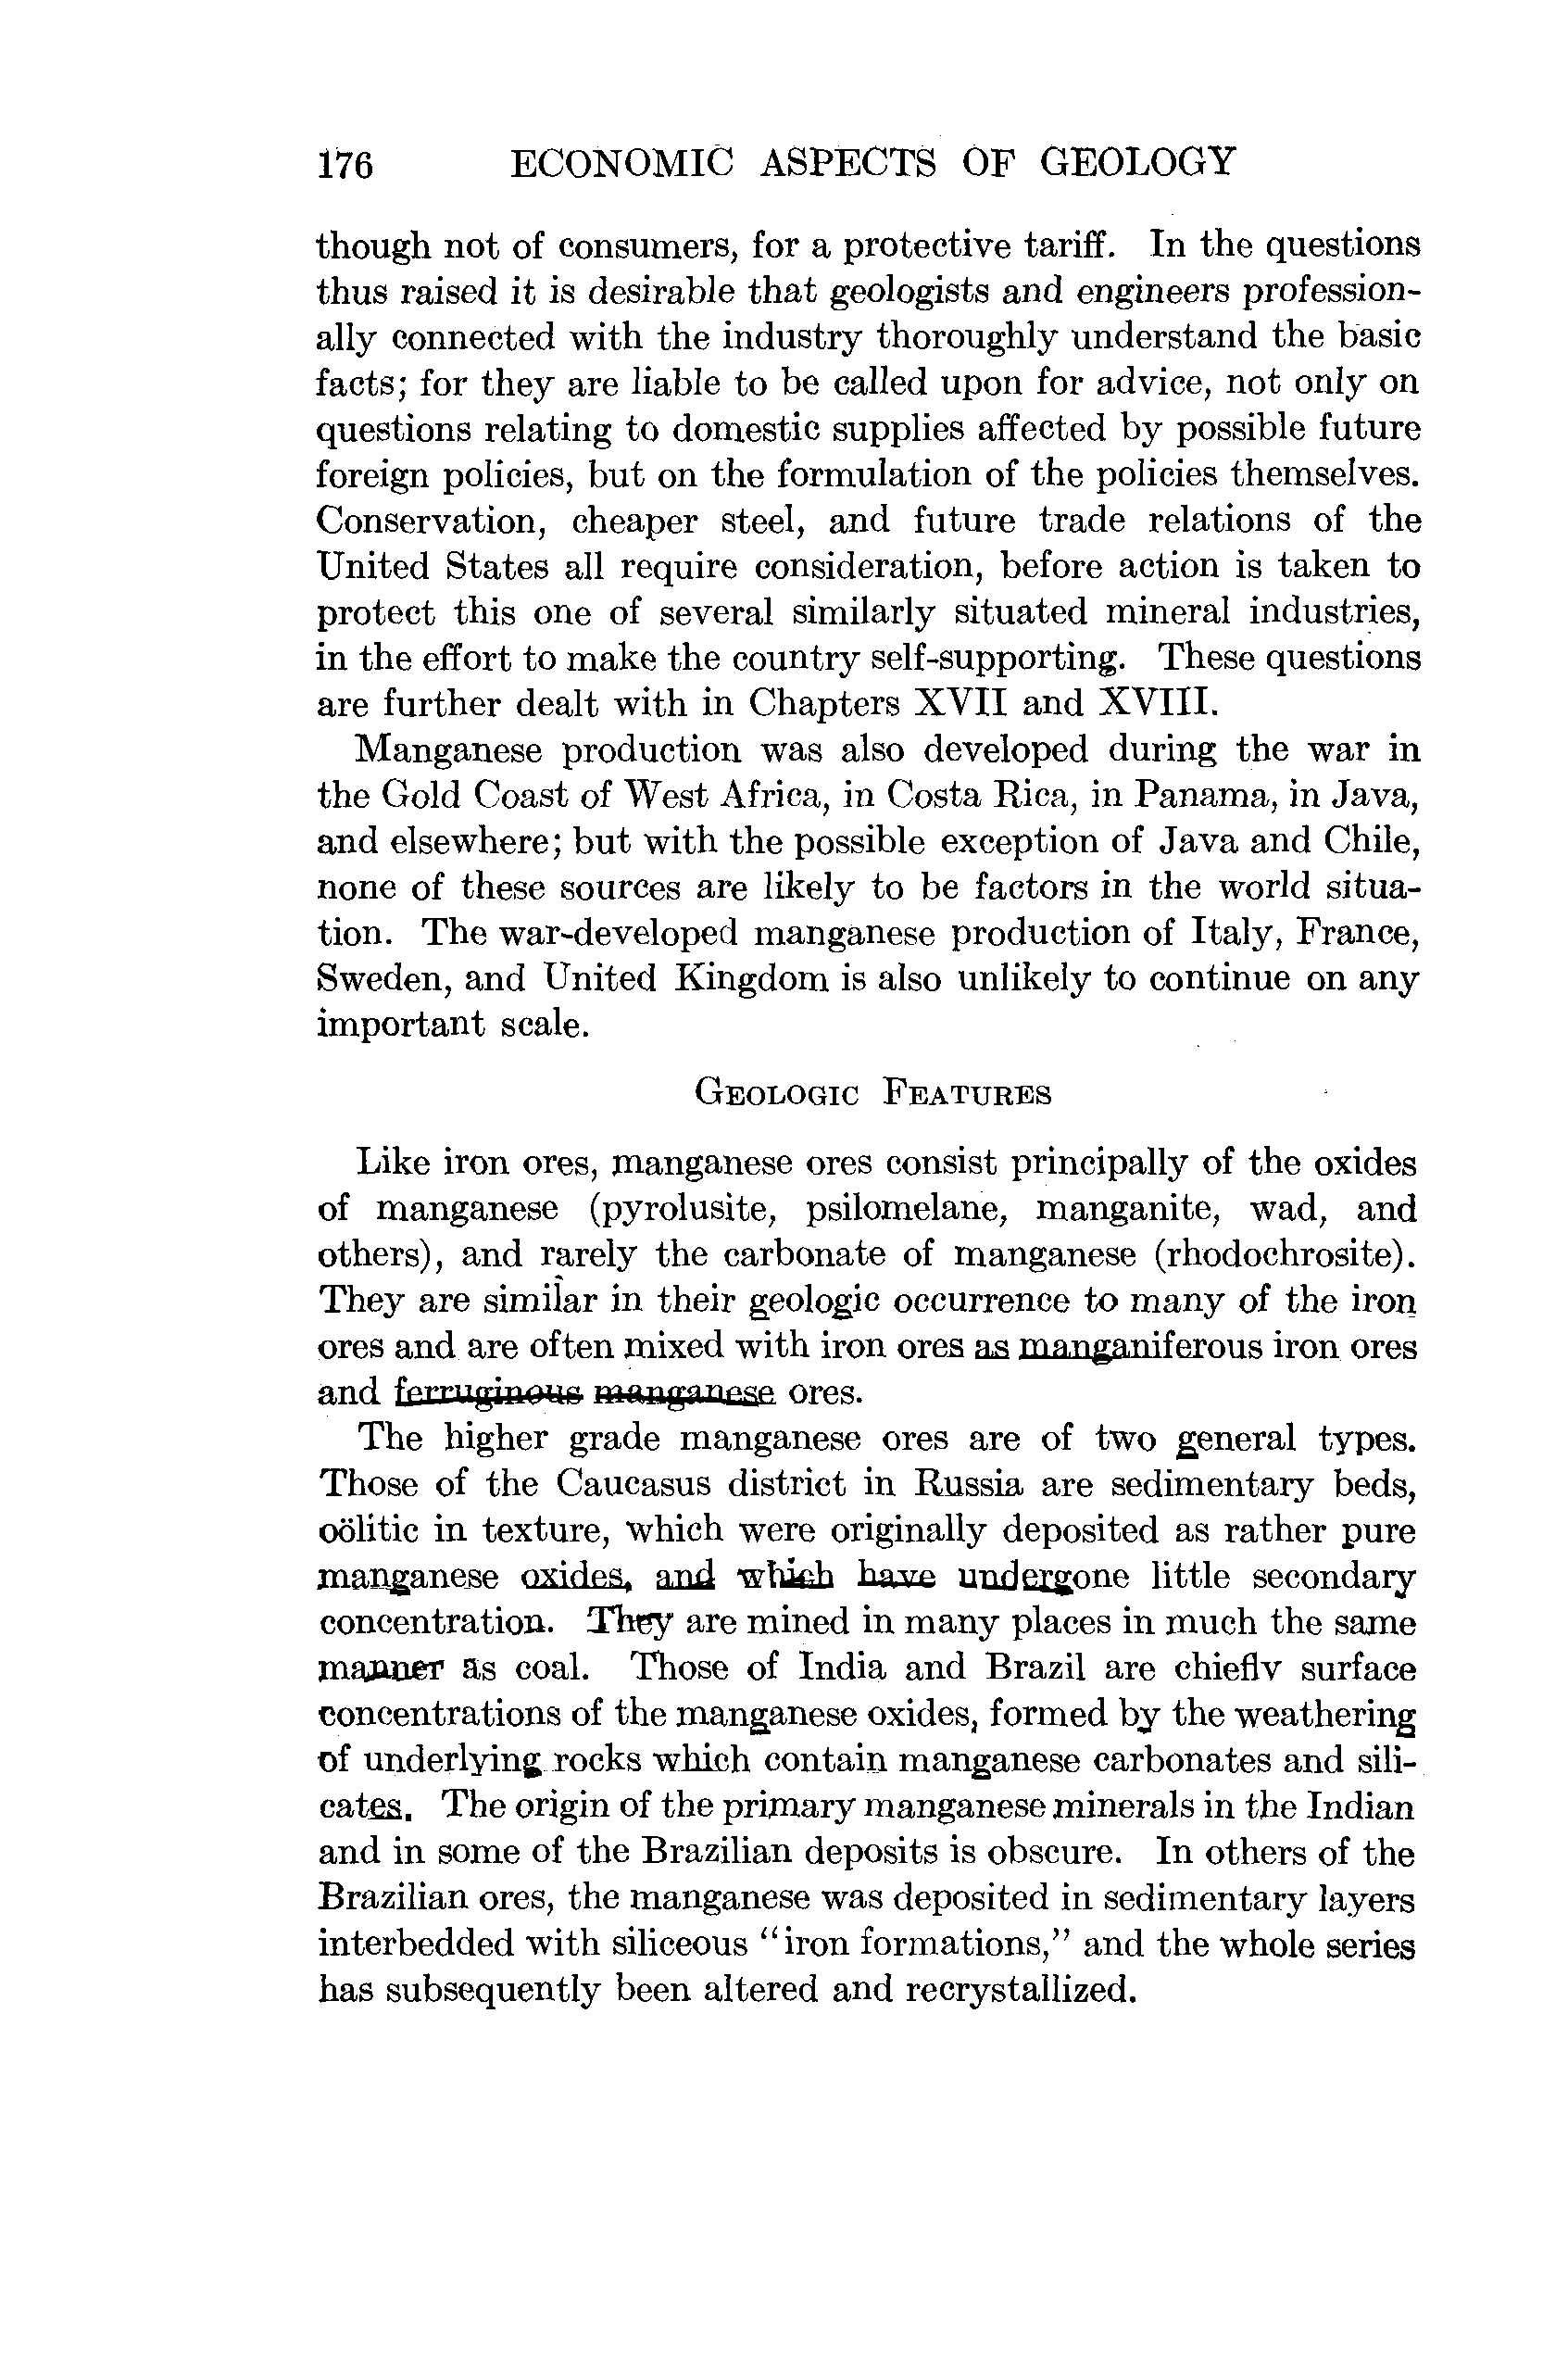 176 ECONOMIC ASPECTS OF GEOLOGY
though not of consumers, for a protective tariff. In the questions
thus raised it is desirable that geologists and engineers profession-
ally connected with the industry thoroughly understand the basic
facts; for they are liable to be called upon for advice, not only on
questions relating to domestic supplies affected by possible future
foreign policies, but on the formulation of the policies themselves.
Conservation, cheaper steel, and future trade relations of the
United States all require consideration, before action is taken to
protect this one of several similarly situated mineral industries,
in the effort to make the country self-supporting. These questions
are further dealt with in Chapters XVII and XVIII.
Manganese production was also developed during the war in
the Gold Coast of West Africa, in Costa Rica, in Panama, in Java,
and elsewhere; but with the possible exception of Java and Chile,
none of these sources are likely to be factors in the world situa-
tion. The war-developed manganese production of Italy, France,
Sweden, and United Kingdom is also unlikely to continue on any
important scale.
GEOLOGIC FEATURES
Like iron ores, manganese ores consist principally of the oxides
of manganese (pyrolusite, psilomelane, manganite, wad, and
others), and rarely the carbonate of manganese (rhodochrosite).
They are similar in their geologic occurrence to many of the iron
ores and are often mixed with iron ores as manganiferous iron ores
and ferruginous manganese ores.
The higher grade manganese ores are of two general types.
Those of the Caucasus district in Russia are sedimentary beds,
oölitic in texture, which were originally deposited as rather pure
manganese oxides, and which have undergone little secondary
concentration. They are mined in many places in much the same
manner as coal. Those of India and Brazil are chiefly surface
concentrations of the manganese oxides, formed by the weathering
of underlying rocks which contain manganese carbonates and sili-
cates. The origin of the primary manganese minerals in the Indian
and in some of the Brazilian deposits is obscure. In others of the
Brazilian ores, the manganese was deposited in sedimentary layers
interbedded with siliceous "iron formations," and the whole series
has subsequently been altered and recrystallized.